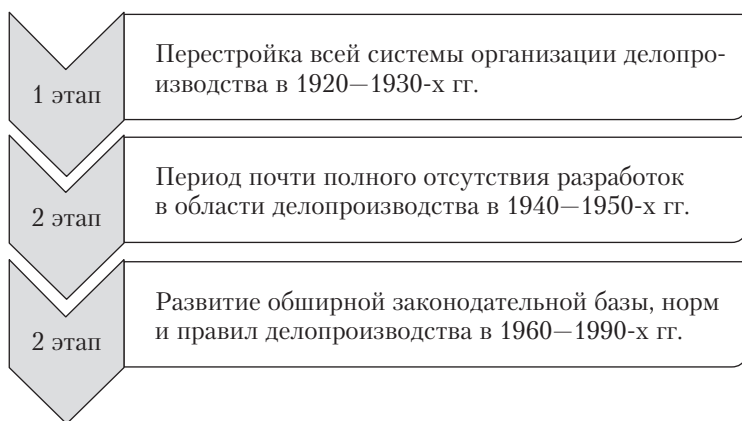 1 этап
Перестройка всей системы организации делопро-
изводства в 1920—1930-х гг.
2 этап
Период почти полного отсутствия разработок
в области делопроизводства в 1940—1950-х гг.
2 этап
Развитие обширной законодательной базы, норм
и правил делопроизводства в 1960—1990-х гг.